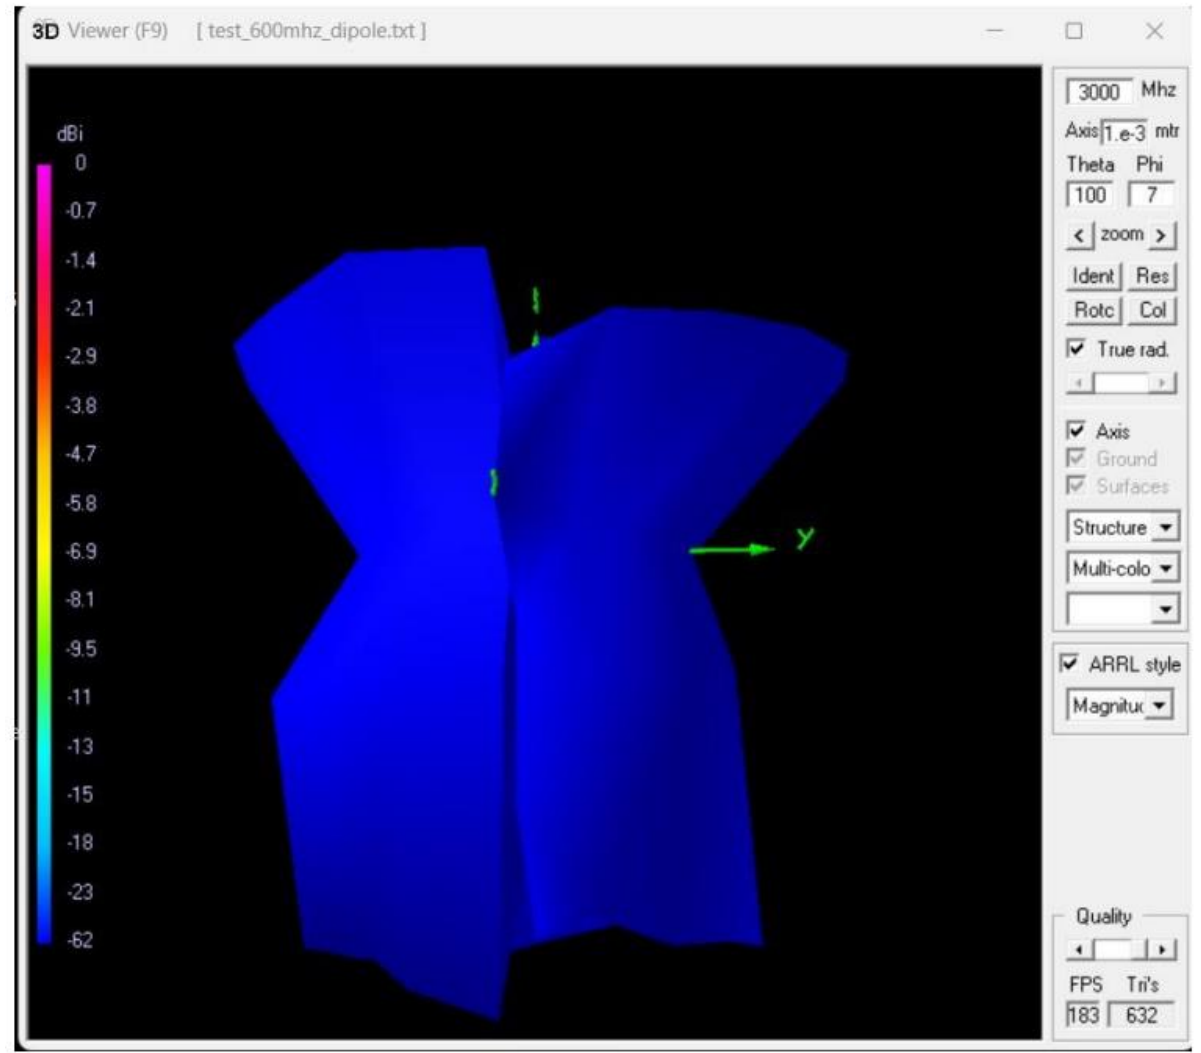 3D Viewer (F9) [ test_600mhz_dipole.txt ]
dBi
0
-0.7
-1.4
-2.1
-2.9
-3.8
-4.7
-5.8
-6.9
-8.1
-9.5
-11
-13
-15
-18
-23
-62
Y
3000 Mhz
Axis 1.e-3 mtr
Theta Phi
100 7
< zoom >
Ident Res
Rotc Col
True rad.
Axis
Ground
Surfaces
Structure
Multi-colo
ARRL style
Magnituc
Quality
FPS Tri's
183 632